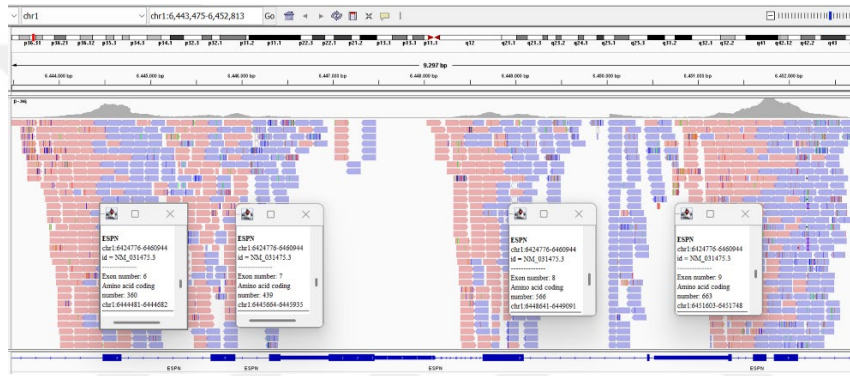 chr1
chr1:6,443,475-6,452,813
Go
p36.31 p36.21 p36.12 p35.3 p34.3 p34.1 p32.3 p32.1 p31.2 p31.1 p22.3 p22.1 p21.2 p13.3 p13.1 p11.1 q12 q21.1 q21.3 q23.2 q24.1 q25.1 q25.3 q31.2 q32.1 q32.2 q41 q42.12 q42.2 q43
9.297 bp
6.444.000 bp 6.445.000 bp 6.446.000 bp 6.447.000 bp 6.448.000 bp 6.449.000 bp 6.450.000 bp 6.451.000 bp 6.452.000 bp
ESPN
chr1:6424776-6460944
id = NM_031475.3
--------------
Exon number: 6
Amino acid coding
number: 360
chr1:6444481-6444682
ESPN
chr1:6424776-6460944
id = NM_031475.3
--------------
Exon number: 7
Amino acid coding
number: 439
chr1:6445664-6445935
ESPN
chr1:6424776-6460944
id = NM_031475.3
--------------
Exon number: 8
Amino acid coding
number: 566
chr1:6448641-6449091
ESPN
chr1:6424776-6460944
id = NM_031475.3
--------------
Exon number: 9
Amino acid coding
number: 663
chr1:6451603-6451748
ESPN ESPN ESPN ESPN